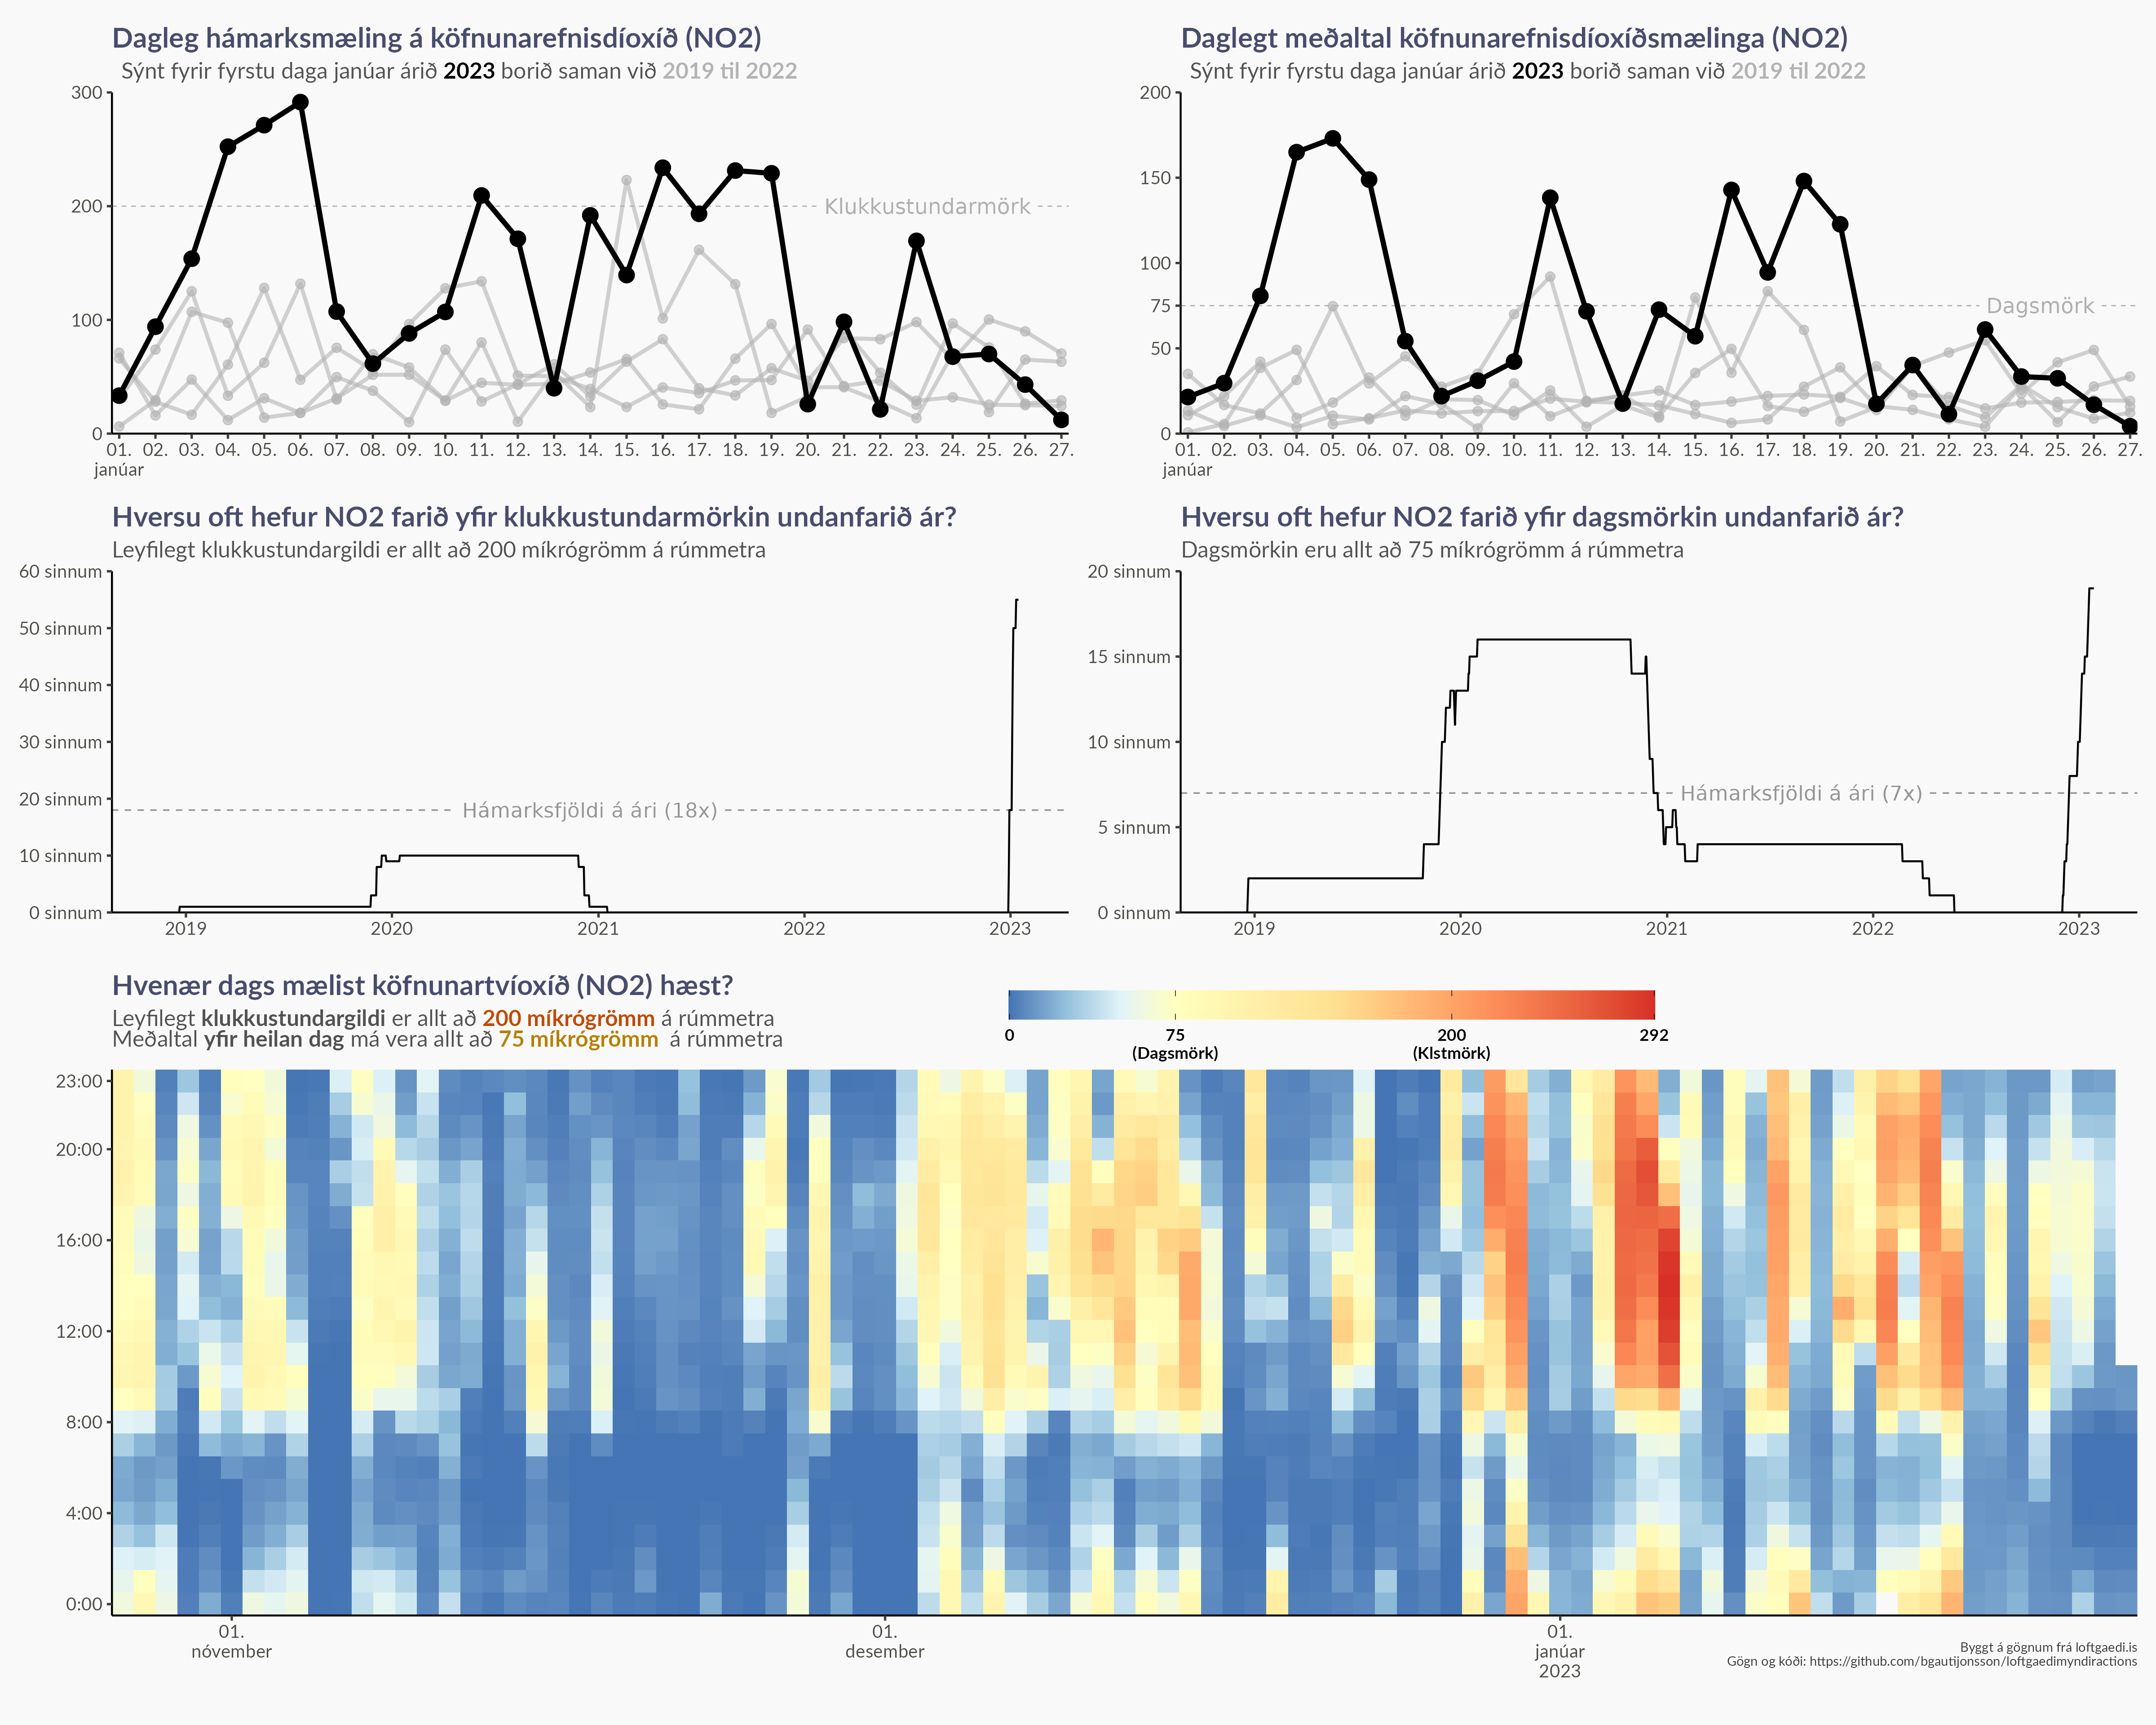 Dagleg hámarksmæling á köfnunarefnisdíoxíð (NO2)
Sýnt fyrir fyrstu daga janúar árið 2023 borið saman við 2019 til 2022
300
200
100
0
Klukkustundarmörk
01. 02. 03. 04. 05. 06. 07. 08. 09. 10. 11. 12. 13. 14. 15. 16. 17. 18. 19. 20. 21. 22. 23. 24. 25. 26. 27.
janúar
Daglegt meðaltal köfnunarefnisdíoxíðsmælinga (NO2)
Sýnt fyrir fyrstu daga janúar árið 2023 borið saman við 2019 til 2022
200
150
100
75
50
0
Dagsmörk
01. 02. 03. 04. 05. 06. 07. 08. 09. 10. 11. 12. 13. 14. 15. 16. 17. 18. 19. 20. 21. 22. 23. 24. 25. 26. 27.
janúar
Hversu oft hefur NO2 farið yfir klukkustundarmörkin undanfarið ár?
Leyfilegt klukkustundargildi er allt að 200 míkrógrömm á rúmmetra
60 sinnum
50 sinnum
40 sinnum
30 sinnum
20 sinnum
10 sinnum
0 sinnum
Hámarksfjöldi á ári (18x)
2019 2020 2021 2022 2023
Hversu oft hefur NO2 farið yfir dagsmörkin undanfarið ár?
Dagsmörkin eru allt að 75 míkrógrömm á rúmmetra
20 sinnum
15 sinnum
10 sinnum
5 sinnum
0 sinnum
Hámarksfjöldi á ári (7x)
2019 2020 2021 2022 2023
Hvenær dags mælist köfnunartvíoxíð (NO2) hæst?
Leyfilegt klukkustundargildi er allt að 200 míkrógrömm á rúmmetra
Meðaltal yfir heilan dag má vera allt að 75 míkrógrömm á rúmmetra
0 75 200 292
(Dagsmörk) (Klstmörk)
23:00
20:00
16:00
12:00
8:00
4:00
0:00
01. 01. 01.
nóvember desember janúar
2023
Byggt á gögnum frá loftgaedi.is
Gögn og kóði: https://github.com/bgautijonsson/loftgaedimyndiractions